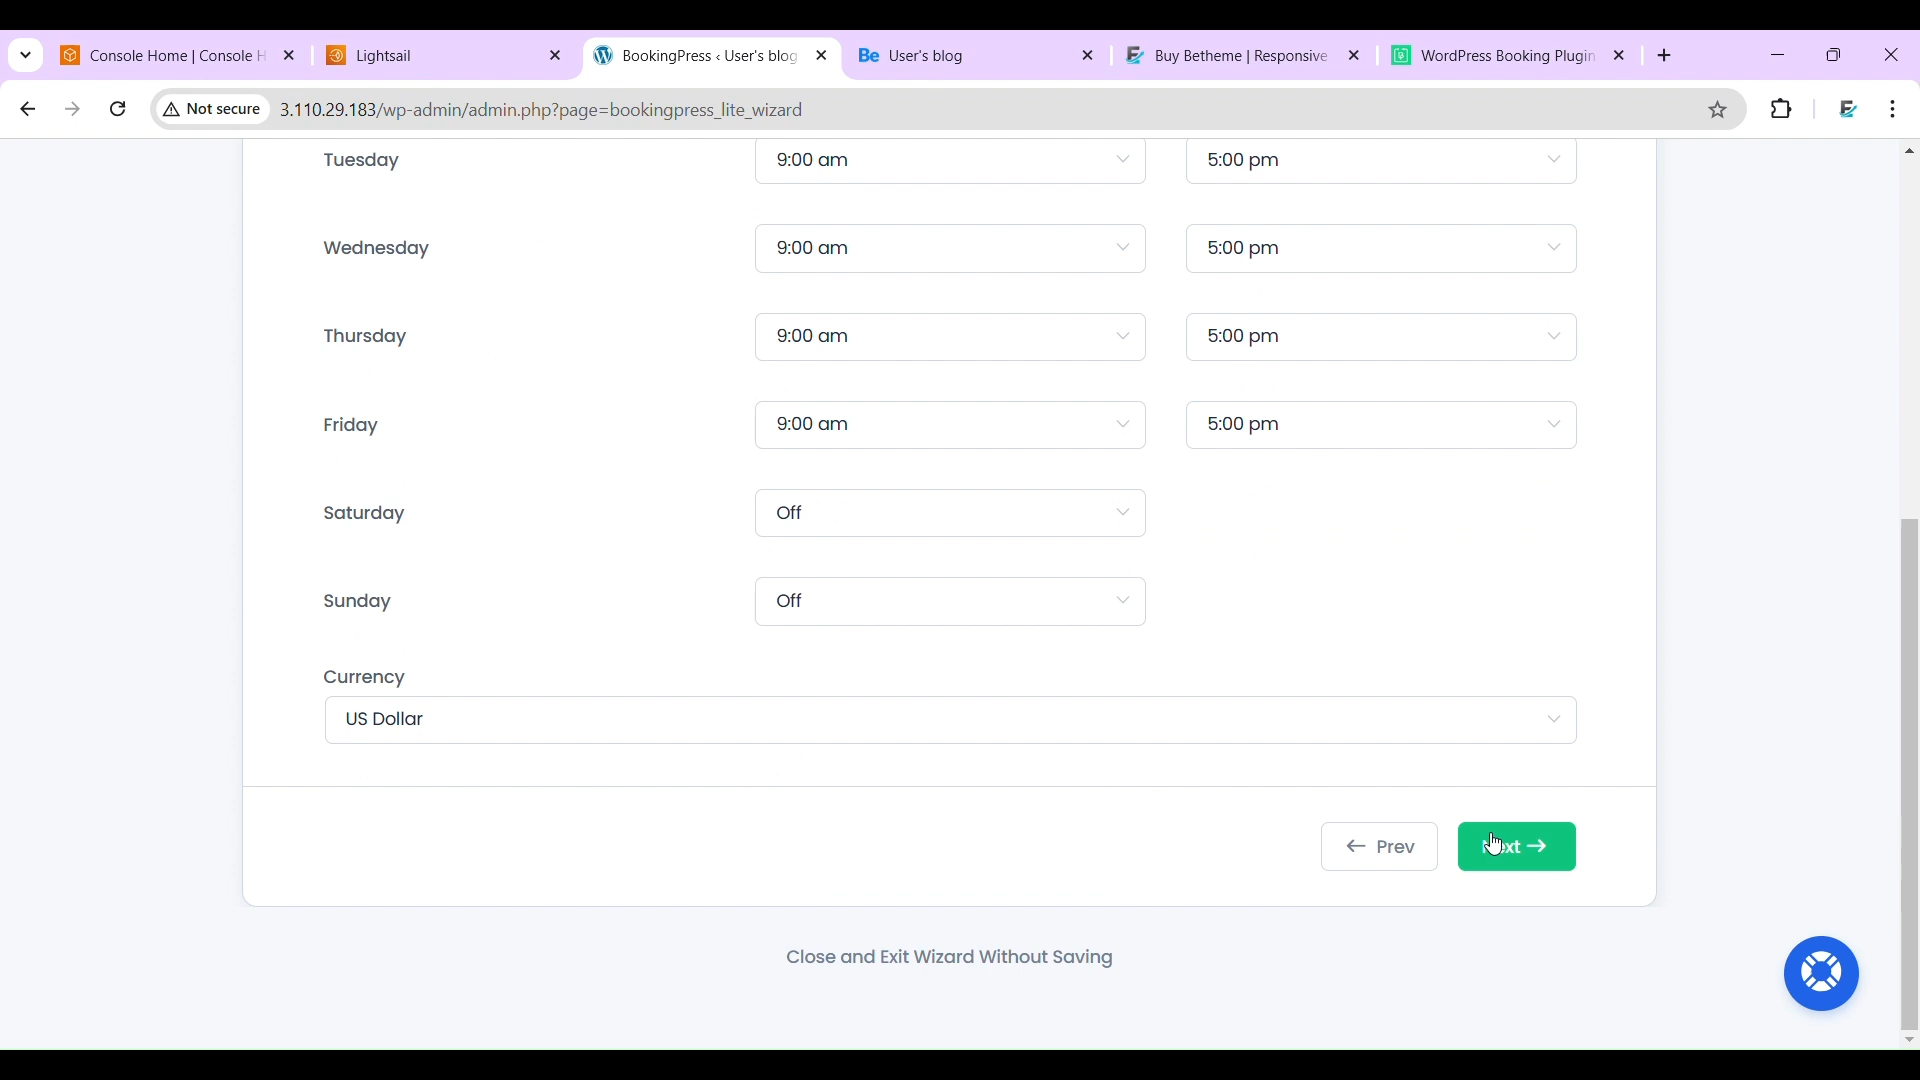 Console Home | Console H
Lightsail
BookingPress ‹ User's blog
Be User's blog
Buy Betheme | Responsive
WordPress Booking Plugin
Not secure
3.110.29.183/wp-admin/admin.php?page=bookingpress_lite_wizard
Tuesday 9:00 am 5:00 pm
Wednesday 9:00 am 5:00 pm
Thursday 9:00 am 5:00 pm
Friday 9:00 am 5:00 pm
Saturday Off
Sunday Off
Currency
US Dollar
← Prev Next →
Close and Exit Wizard Without Saving